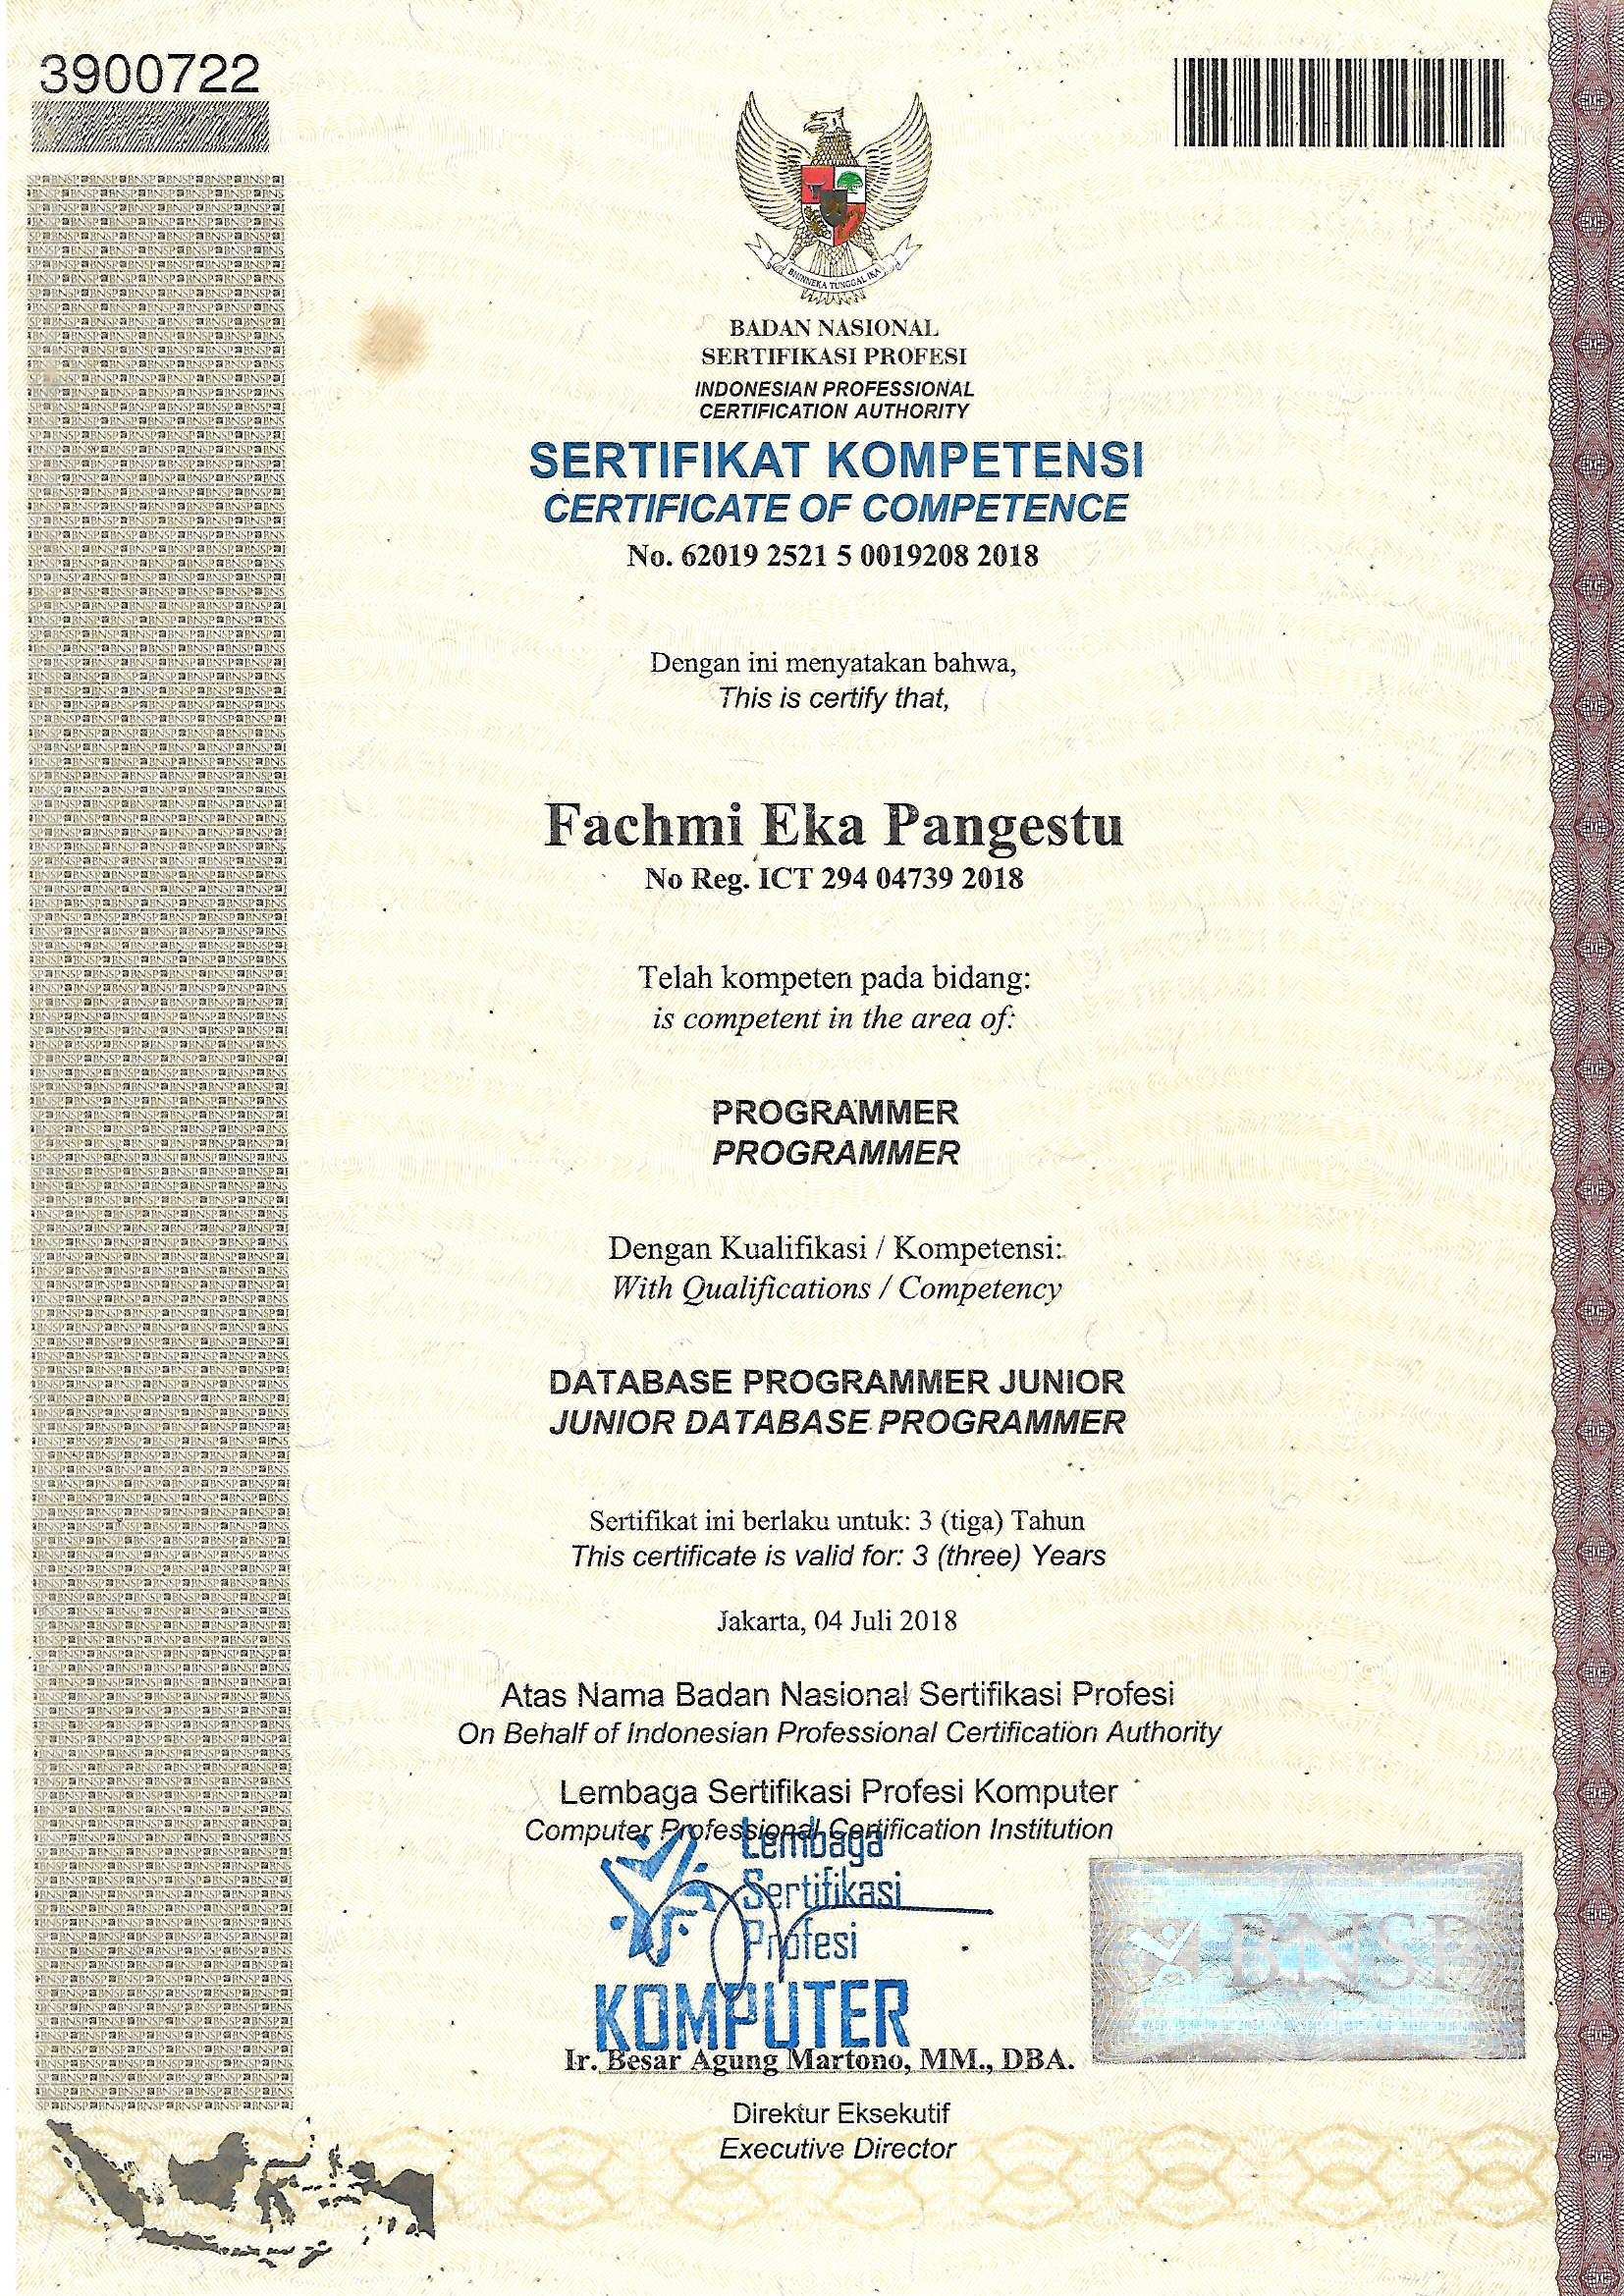 3900722
BHINNEKA TUNGGAL IKA
BADAN NASIONAL
SERTIFIKASI PROFESI
INDONESIAN PROFESSIONAL
CERTIFICATION AUTHORITY
SERTIFIKAT KOMPETENSI
CERTIFICATE OF COMPETENCE
No. 62019 2521 5 0019208 2018
Dengan ini menyatakan bahwa,
This is certify that,
Fachmi Eka Pangestu
No Reg. ICT 294 04739 2018
Telah kompeten pada bidang:
is competent in the area of:
PROGRAMMER
PROGRAMMER
Dengan Kualifikasi / Kompetensi:
With Qualifications / Competency
DATABASE PROGRAMMER JUNIOR
JUNIOR DATABASE PROGRAMMER
Sertifikat ini berlaku untuk: 3 (tiga) Tahun
This certificate is valid for: 3 (three) Years
Jakarta, 04 Juli 2018
Atas Nama Badan Nasional Sertifikasi Profesi
On Behalf of Indonesian Professional Certification Authority
Lembaga Sertifikasi Profesi Komputer
Computer Professional Certification Institution
Lembaga
Sertifikasi
Profesi
KOMPUTER
BNSP
Ir. Besar Agung Martono, MM., DBA.
Direktur Eksekutif
Executive Director